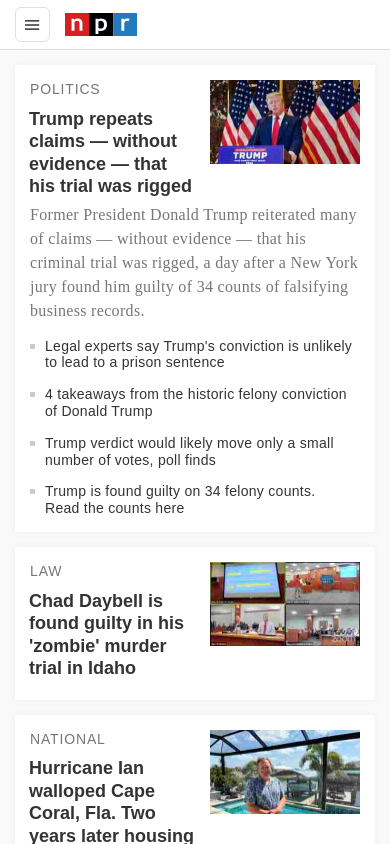 npr
POLITICS
Trump repeats
claims — without
evidence — that
his trial was rigged
TRUMP
Former President Donald Trump reiterated many
of claims — without evidence — that his
criminal trial was rigged, a day after a New York
jury found him guilty of 34 counts of falsifying
business records.
Legal experts say Trump's conviction is unlikely
to lead to a prison sentence
4 takeaways from the historic felony conviction
of Donald Trump
Trump verdict would likely move only a small
number of votes, poll finds
Trump is found guilty on 34 felony counts.
Read the counts here
LAW
Chad Daybell is
found guilty in his
'zombie' murder
trial in Idaho
zoom
NATIONAL
Hurricane Ian
walloped Cape
Coral, Fla. Two
years later housing